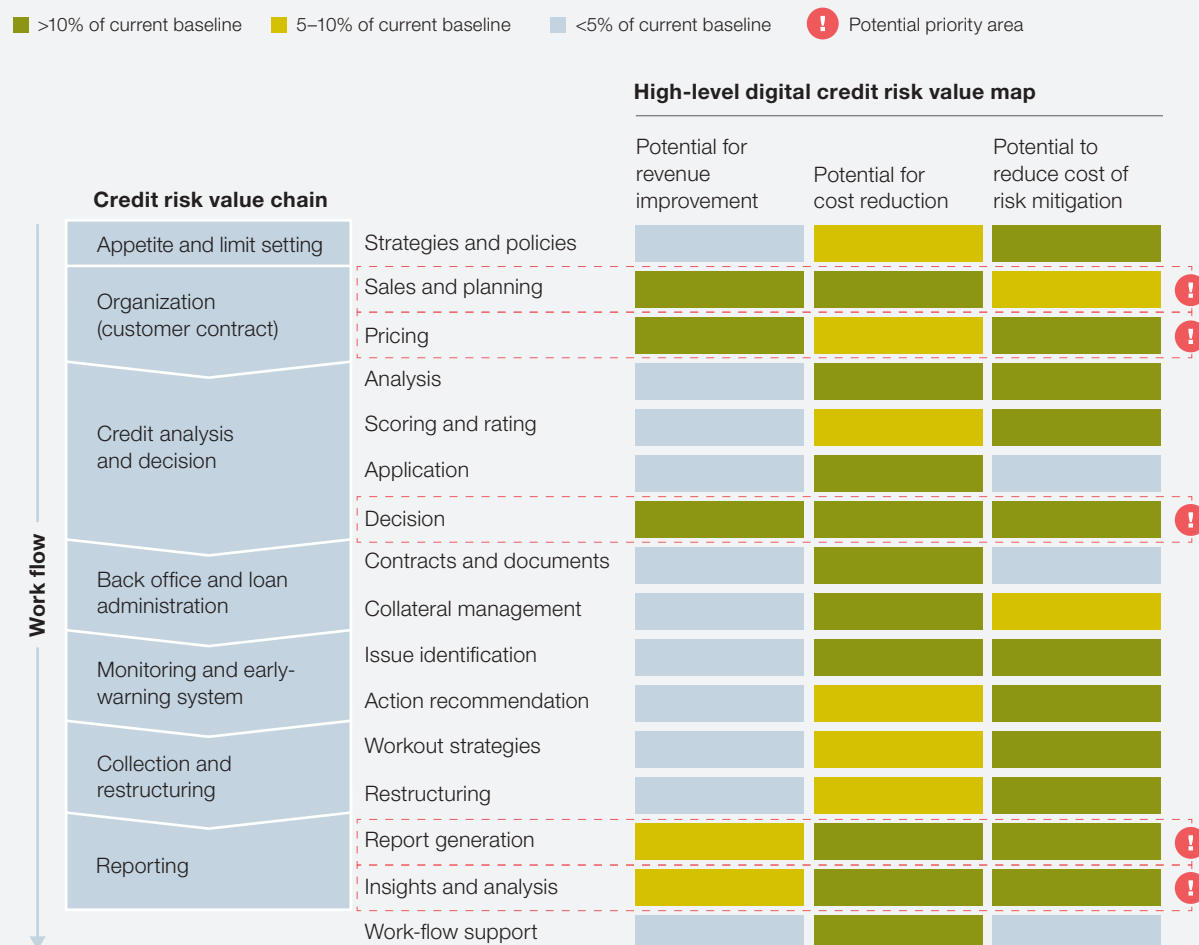 >10% of current baseline 5–10% of current baseline <5% of current baseline ! Potential priority area
High-level digital credit risk value map
Potential for
revenue
improvement
Potential for
cost reduction
Potential to
reduce cost of
risk mitigation
Credit risk value chain
Work flow
Appetite and limit setting
Strategies and policies
Organization
(customer contract)
Sales and planning
!
Pricing
!
Credit analysis
and decision
Analysis
Scoring and rating
Application
Decision
!
Back office and loan
administration
Contracts and documents
Collateral management
Monitoring and early-
warning system
Issue identification
Action recommendation
Collection and
restructuring
Workout strategies
Restructuring
Reporting
Report generation
!
Insights and analysis
!
Work-flow support